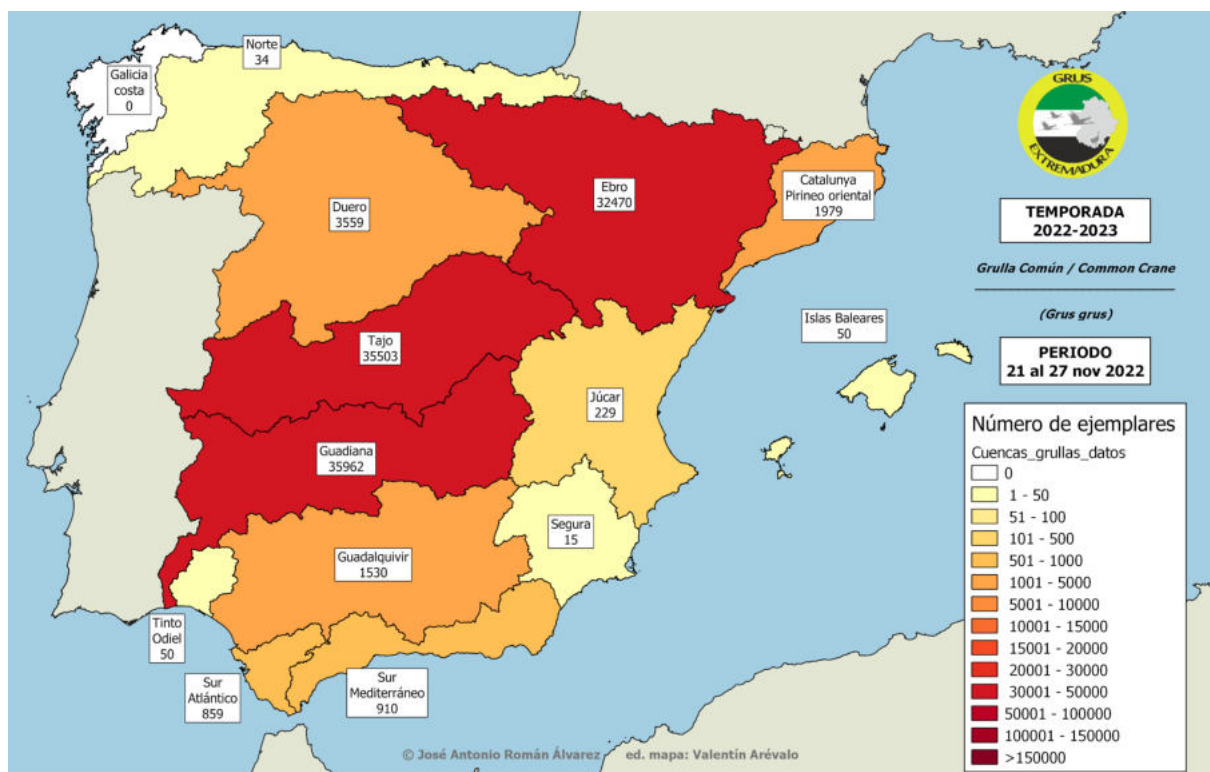 Norte
34
Galicia
costa
0
Duero
3559
Ebro
32470
Catalunya
Pirineo oriental
1979
Tajo
35503
Islas Baleares
50
Júcar
229
Guadiana
35962
Segura
15
Guadalquivir
1530
Tinto
Odiel
50
Sur
Atlántico
859
Sur
Mediterráneo
910
© José Antonio Román Álvarez ed. mapa: Valentín Arévalo
GRUS
EXTREMADURA
TEMPORADA
2022-2023
Grulla Común / Common Crane
(Grus grus)
PERIODO
21 al 27 nov 2022
Número de ejemplares
Cuencas_grullas_datos
0
1 - 50
51 - 100
101 - 500
501 - 1000
1001 - 5000
5001 - 10000
10001 - 15000
15001 - 20000
20001 - 30000
30001 - 50000
50001 - 100000
100001 - 150000
>150000